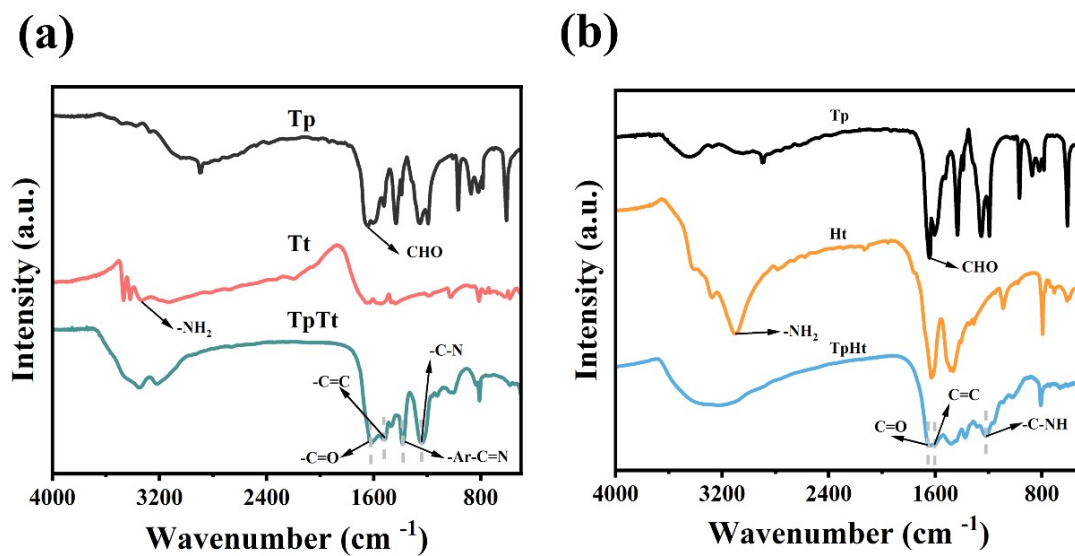 (a)
Intensity (a.u.)
Tp
CHO
Tt
-NH₂
TpTt
-C-N
-C=C
-C=O
-Ar-C=N
4000 3200 2400 1600 800
Wavenumber (cm ⁻¹)
(b)
Intensity (a.u.)
Tp
CHO
Ht
-NH₂
TpHt
C=C
C=O
-C-NH
4000 3200 2400 1600 800
Wavenumber (cm ⁻¹)